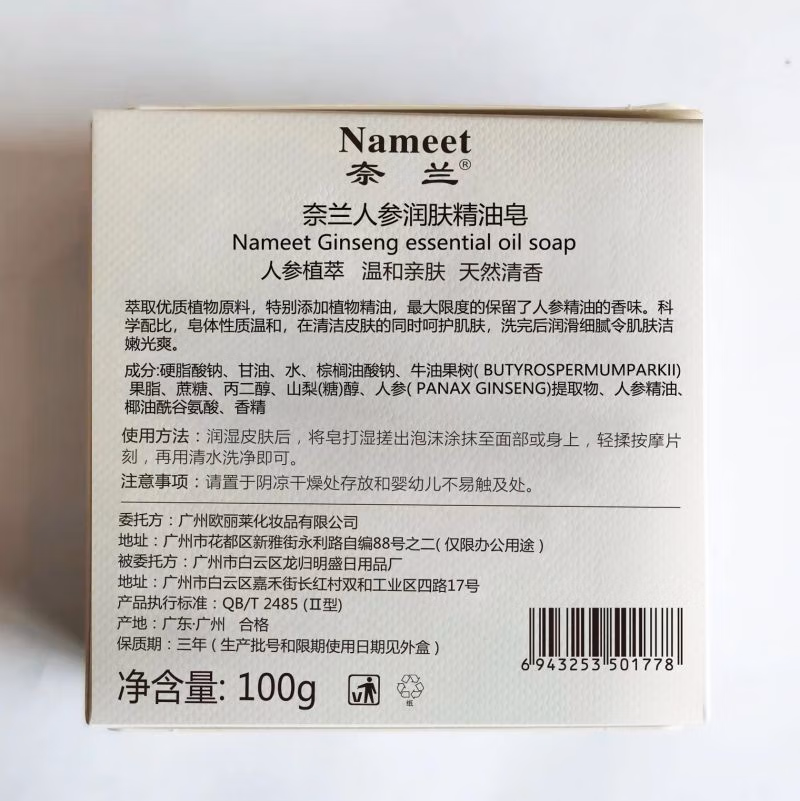 Nameet
奈兰®
奈兰人参润肤精油皂
Nameet Ginseng essential oil soap
人参植萃 温和亲肤 天然清香
萃取优质植物原料，特别添加植物精油，最大限度的保留了人参精油的香味。科
学配比，皂体性质温和，在清洁皮肤的同时呵护肌肤，洗完后润滑细腻令肌肤洁
嫩光爽。
成分:硬脂酸钠、甘油、水、棕榈油酸钠、牛油果树( BUTYROSPERMUMPARKII)
果脂、蔗糖、丙二醇、山梨(糖)醇、人参( PANAX GINSENG)提取物、人参精油、
椰油酰谷氨酸、香精
使用方法：润湿皮肤后，将皂打湿搓出泡沫涂抹至面部或身上，轻揉按摩片
刻，再用清水洗净即可。
注意事项：请置于阴凉干燥处存放和婴幼儿不易触及处。
委托方：广州欧丽莱化妆品有限公司
地址：广州市花都区新雅街永利路自编88号之二( 仅限办公用途 )
被委托方：广州市白云区龙归明盛日用品厂
地址：广州市白云区嘉禾街长红村双和工业区四路17号
产品执行标准：QB/T 2485 (Ⅱ型)
产地：广东·广州 合格
保质期：三年 ( 生产批号和限期使用日期见外盒 )
净含量: 100g
纸
6 943253 501778